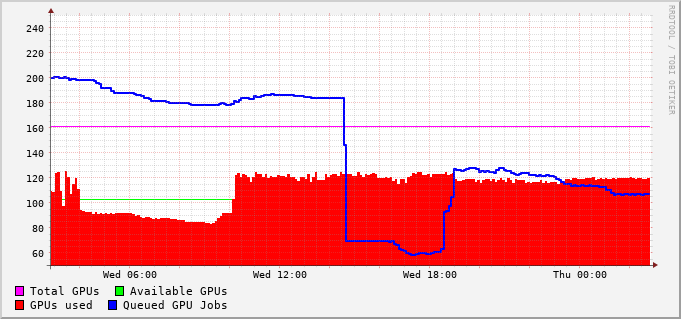 RRDTOOL / TOBI OETIKER
240
220
200
180
160
140
120
100
80
60
Wed 06:00 Wed 12:00 Wed 18:00 Thu 00:00
Total GPUs Available GPUs
GPUs used Queued GPU Jobs